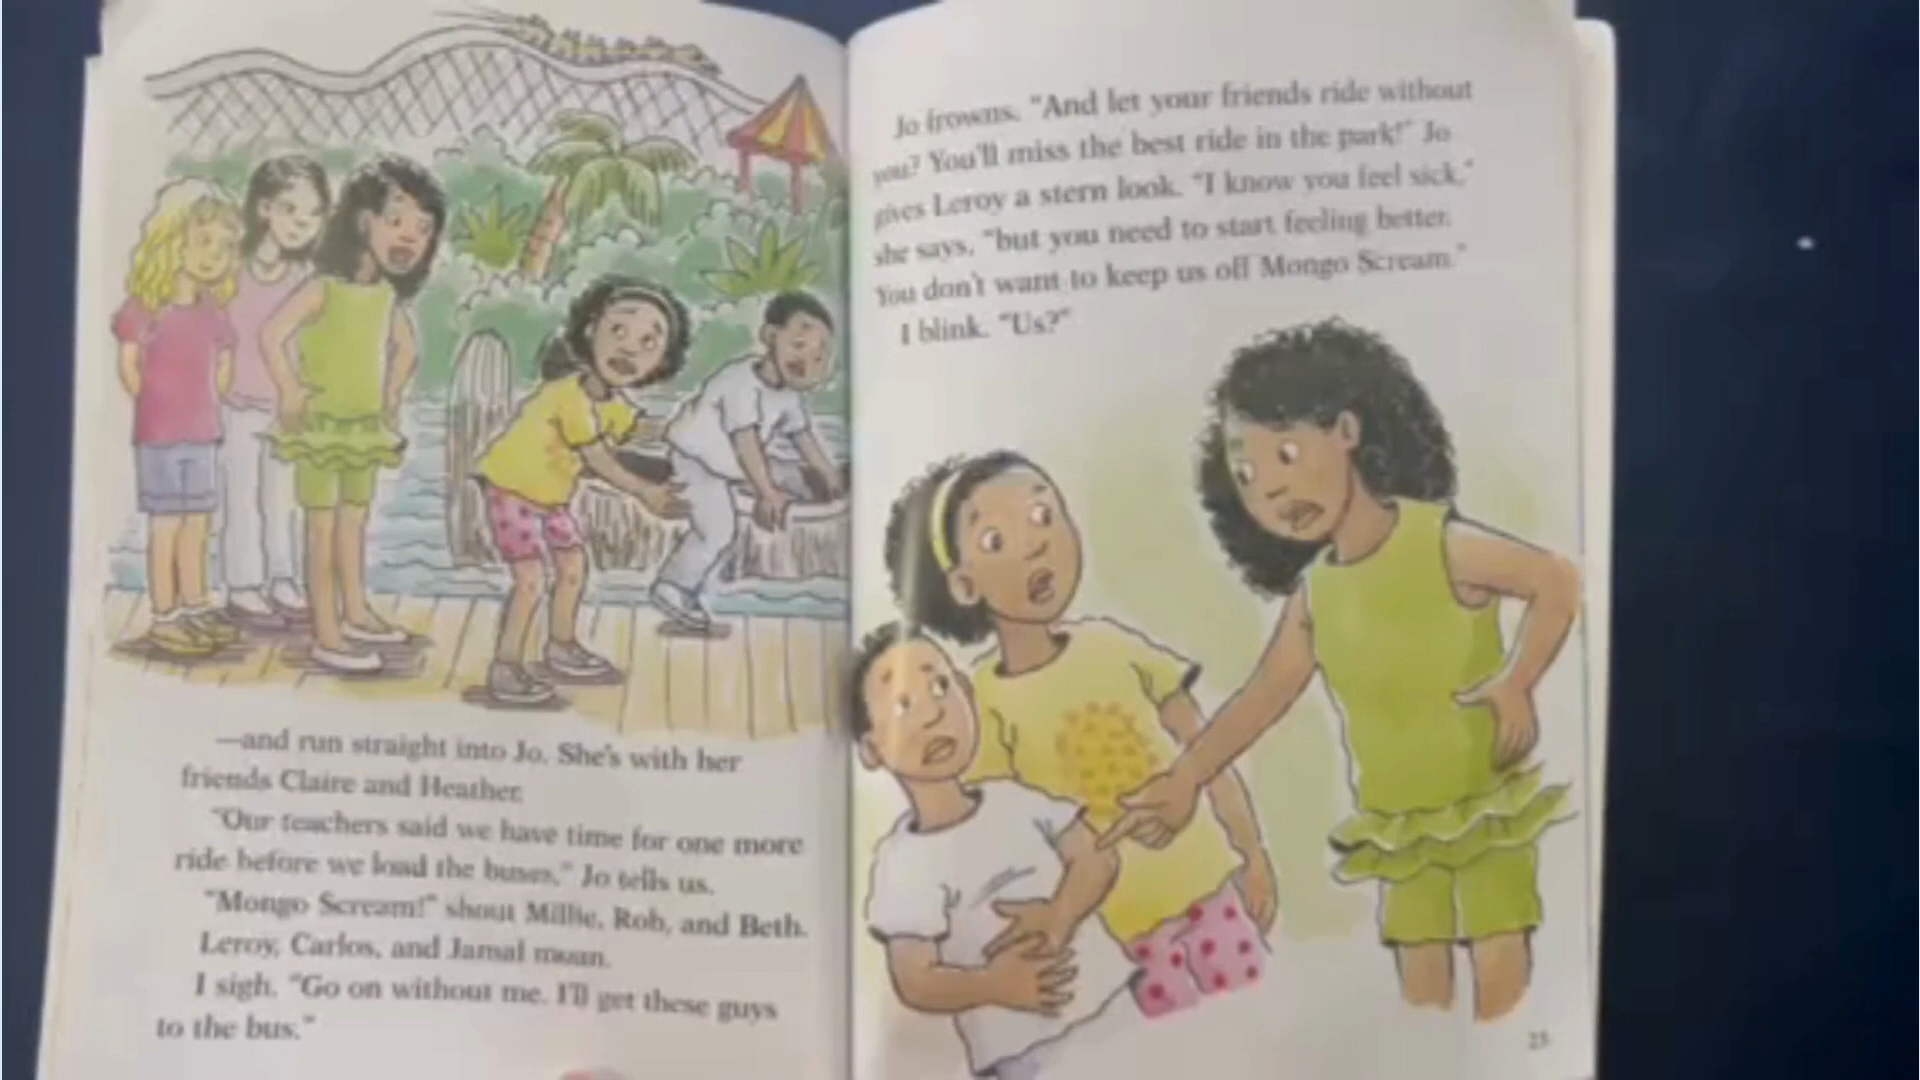 —and run straight into Jo. She's with her
friends Claire and Heather.
"Our teachers said we have time for one more
ride before we load the buses," Jo tells us.
"Mongo Scream!" shout Millie, Rob, and Beth.
Leroy, Carlos, and Jamal moan.
I sigh. "Go on without me. I'll get these guys
to the bus."
Jo frowns. "And let your friends ride without
you? You'll miss the best ride in the park!" Jo
gives Leroy a stern look. "I know you feel sick,"
she says, "but you need to start feeling better.
You don't want to keep us off Mongo Scream."
I blink. "Us?"